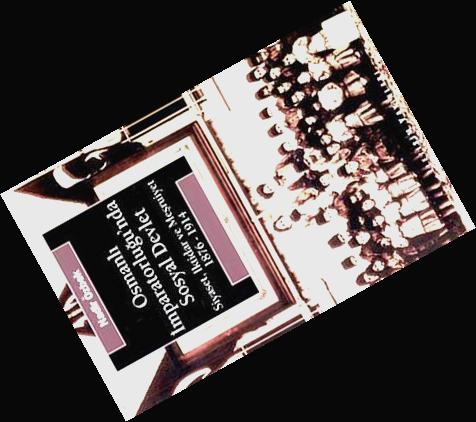 Nadir Özbek
Osmanlı
İmparatorluğu'nda
Sosyal Devlet
Siyaset, İktidar ve Meşruiyet
1876-1914